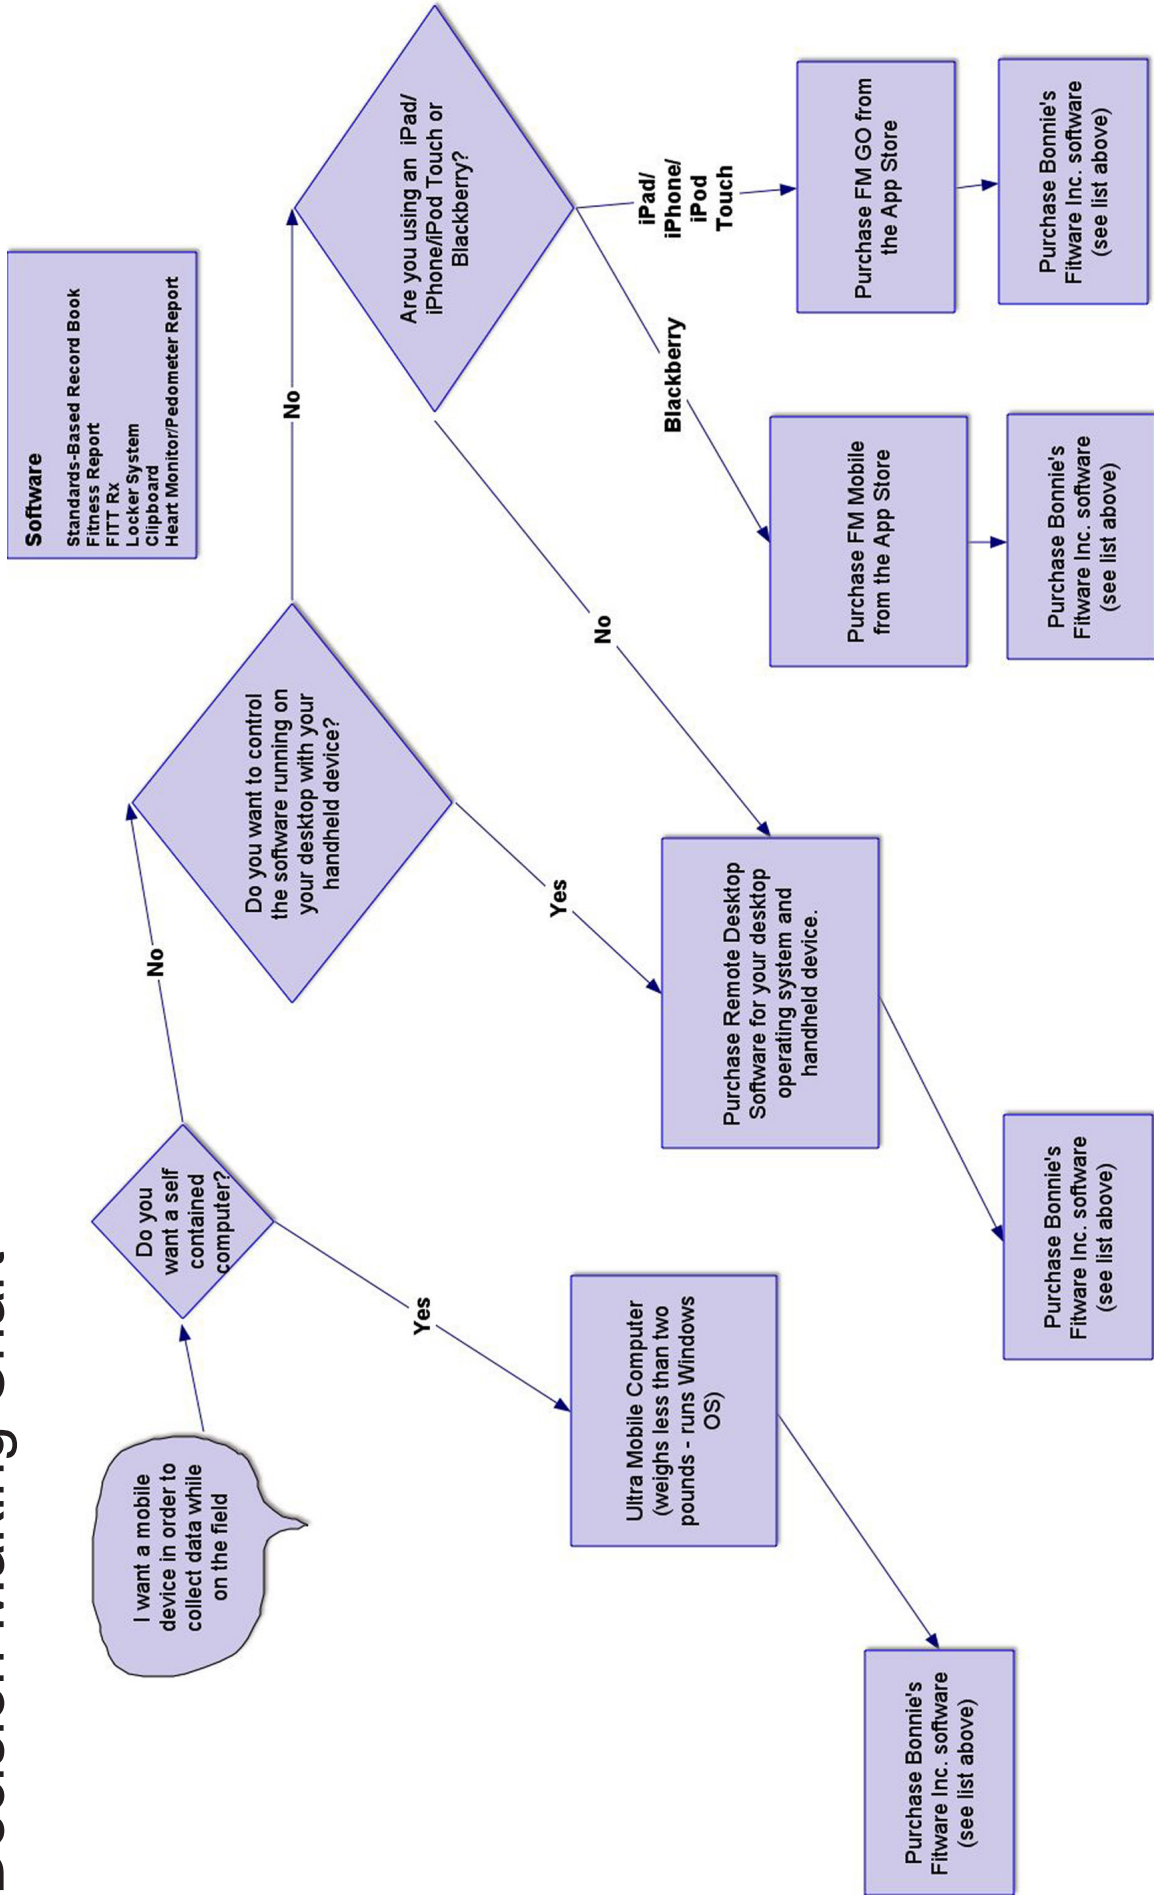 Decision Making Chart
Software
Standards-Based Record Book
Fitness Report
FITT Rx
Locker System
Clipboard
Heart Monitor/Pedometer Report
I want a mobile
device in order to
collect data while
on the field
Do you
want a self
contained
computer?
No
Yes
Do you want to control
the software running on
your desktop with your
handheld device?
No
Yes
Are you using an iPad/
iPhone/iPod Touch or
Blackberry?
No
Blackberry
iPad/
iPhone/
iPod
Touch
Ultra Mobile Computer
(weighs less than two
pounds - runs Windows
OS)
Purchase Remote Desktop
Software for your desktop
operating system and
handheld device.
Purchase FM Mobile
from the App Store
Purchase FM GO from
the App Store
Purchase Bonnie's
Fitware Inc. software
(see list above)
Purchase Bonnie's
Fitware Inc. software
(see list above)
Purchase Bonnie's
Fitware Inc. software
(see list above)
Purchase Bonnie's
Fitware Inc. software
(see list above)